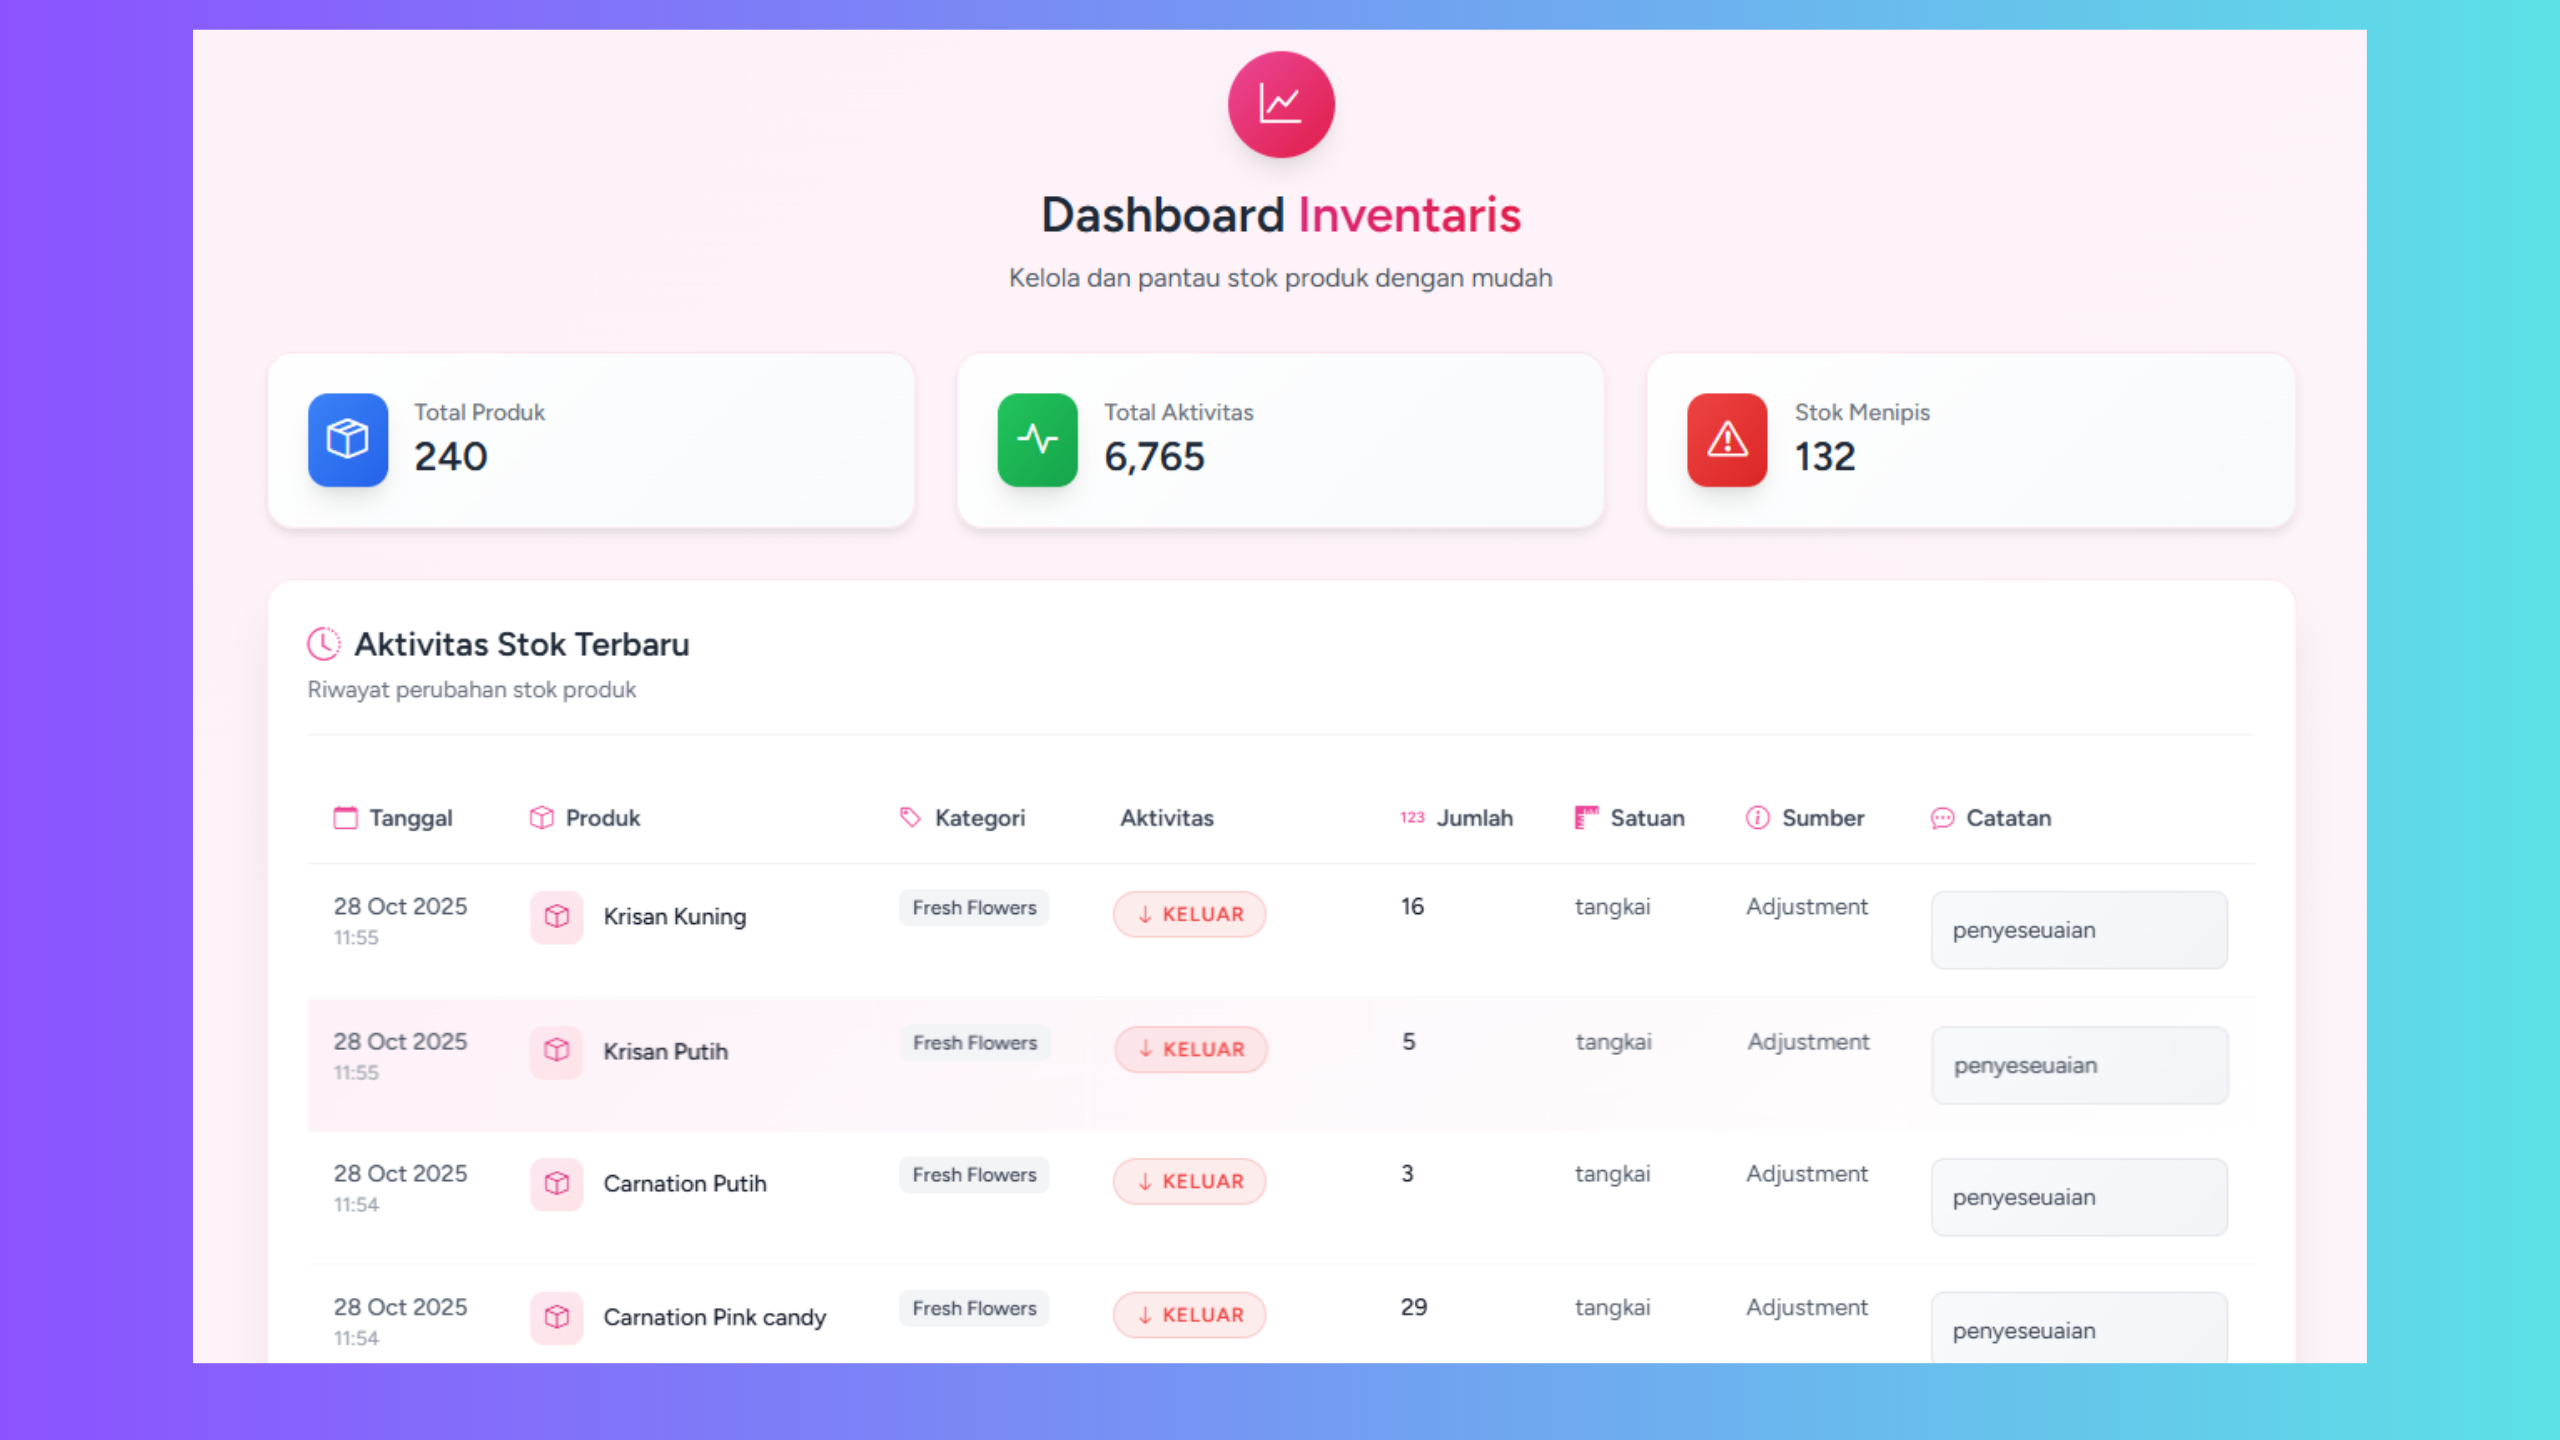 Dashboard Inventaris
Kelola dan pantau stok produk dengan mudah
Total Produk
240
Total Aktivitas
6,765
Stok Menipis
132
Aktivitas Stok Terbaru
Riwayat perubahan stok produk
Tanggal Produk Kategori Aktivitas 123 Jumlah Satuan Sumber Catatan
28 Oct 2025 Krisan Kuning Fresh Flowers ↓ KELUAR 16 tangkai Adjustment penyeseuaian
11:55
28 Oct 2025 Krisan Putih Fresh Flowers ↓ KELUAR 5 tangkai Adjustment penyeseuaian
11:55
28 Oct 2025 Carnation Putih Fresh Flowers ↓ KELUAR 3 tangkai Adjustment penyeseuaian
11:54
28 Oct 2025 Carnation Pink candy Fresh Flowers ↓ KELUAR 29 tangkai Adjustment penyeseuaian
11:54